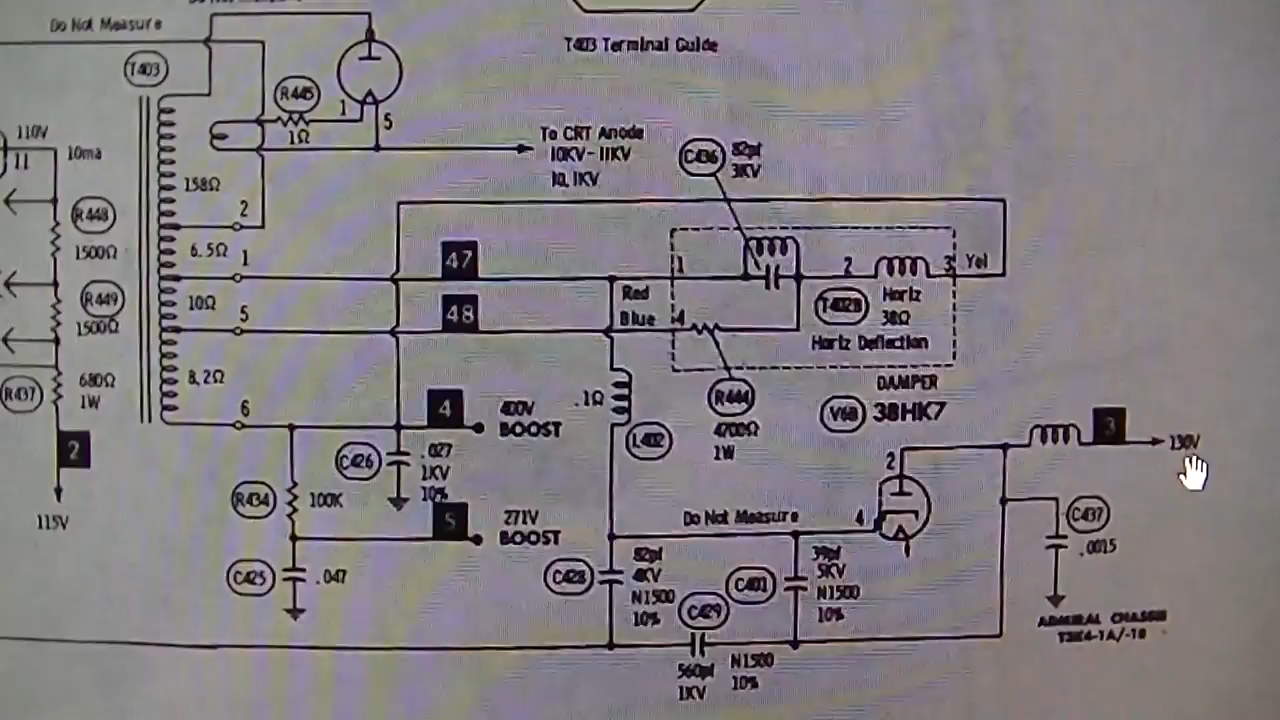 Do Not Measure
T403 Terminal Guide
T403
R445
1
5
1Ω
110V
11
10ma
To CRT Anode
10KV-11KV
10.1KV
C436
82pf
3KV
158Ω
2
R448
1500Ω
6.5Ω
1
47
1
2
3
Yel
Red
R449
1500Ω
10Ω
5
48
Blue
4
T402B
Horiz
38Ω
Horiz Deflection
8.2Ω
R437
680Ω
1W
6
4
400V
BOOST
.1Ω
L402
R444
4700Ω
1W
DAMPER
V6B
38HK7
3
130V
2
C426
.027
1KV
10%
2
115V
R434
100K
5
271V
BOOST
Do Not Measure
4
C437
.0015
C425
.047
C428
82pf
4KV
N1500
10%
C401
39pf
5KV
N1500
10%
C429
560pf
1KV
N1500
10%
ADMIRAL CHASSIS